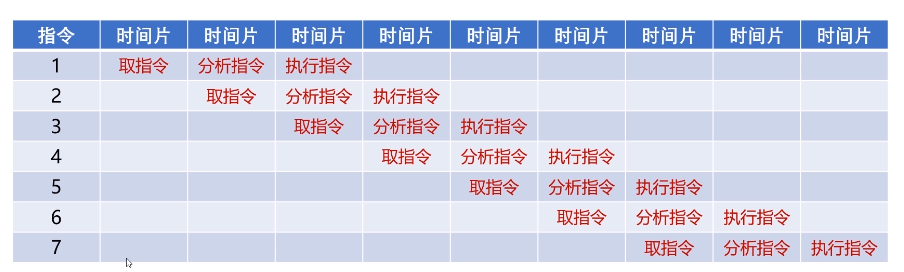 指令 时间片 时间片 时间片 时间片 时间片 时间片 时间片 时间片 时间片
1 取指令 分析指令 执行指令
2 取指令 分析指令 执行指令
3 取指令 分析指令 执行指令
4 取指令 分析指令 执行指令
5 取指令 分析指令 执行指令
6 取指令 分析指令 执行指令
7 取指令 分析指令 执行指令